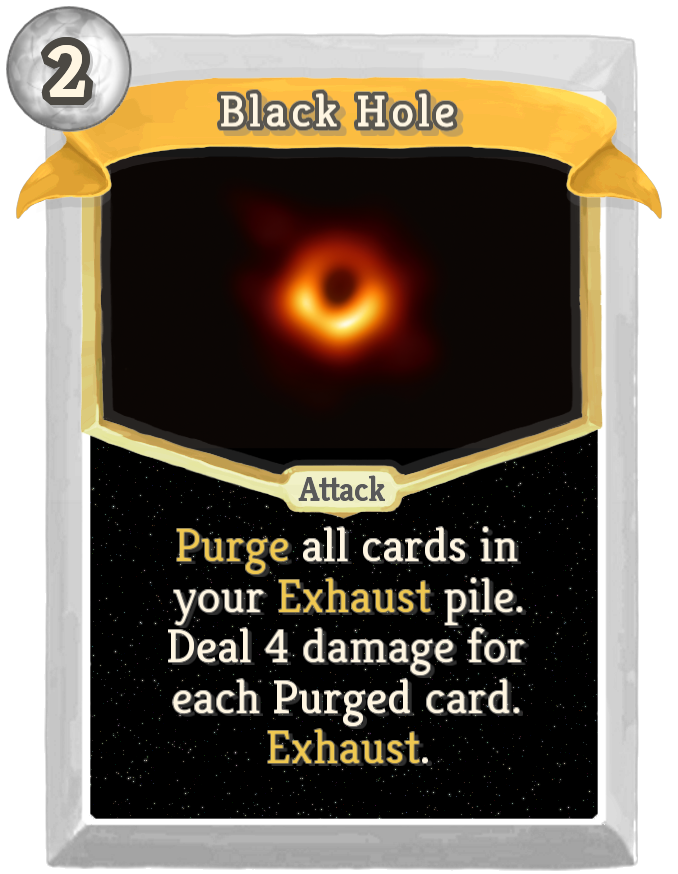 2
Black Hole
Attack
Purge all cards in
your Exhaust pile.
Deal 4 damage for
each Purged card.
Exhaust.